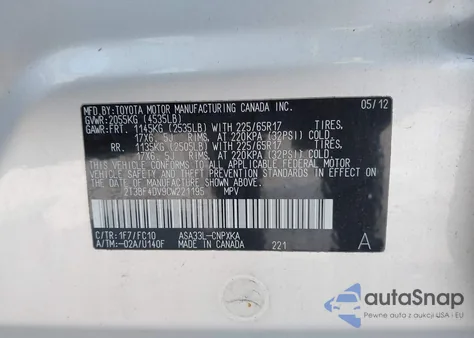 MFD.BY: TOYOTA MOTOR MANUFACTURING CANADA INC. 05/12
GVWR: 2055KG (4535LB)
GAWR: FRT. 1145KG (2535LB) WITH 225/65R17 TIRES,
17X6.5J RIMS, AT 220KPA (32PSI) COLD.
RR. 1135KG (2505LB) WITH 225/65R17 TIRES,
17X6.5J RIMS, AT 220KPA (32PSI) COLD.
THIS VEHICLE CONFORMS TO ALL APPLICABLE FEDERAL MOTOR
VEHICLE SAFETY AND THEFT PREVENTION STANDARDS IN EFFECT
ON THE DATE OF MANUFACTURE SHOWN ABOVE.
2T3BF4DV9CW221195 MPV
C/TR: 1F7/FC10 ASA33L-CNPXKA
A/TM: -02A/U140F MADE IN CANADA 221 A
autoSnap
Pewne auta z aukcji USA i EU